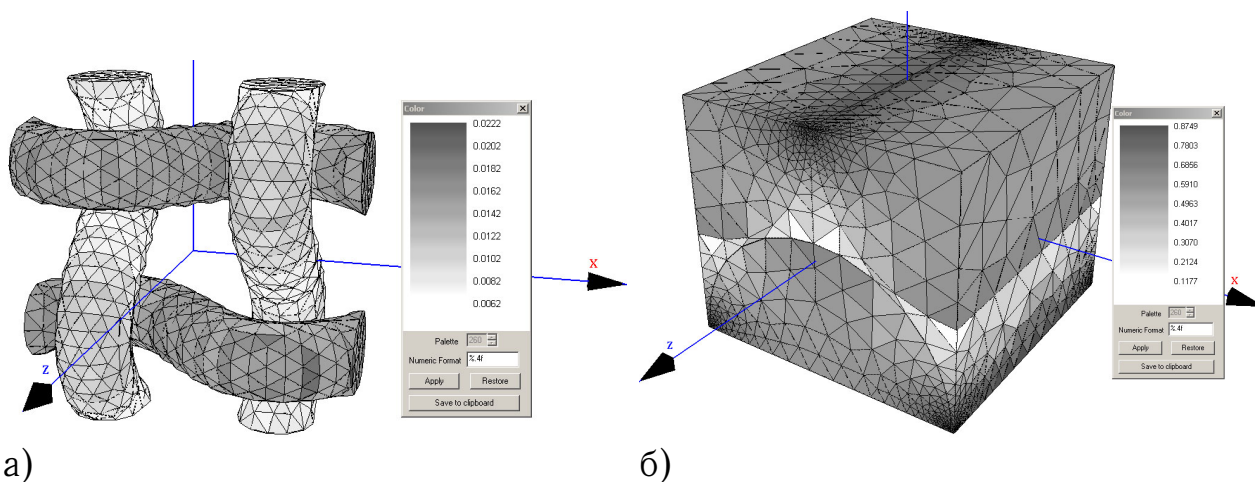 Color
0.0222
0.0202
0.0182
0.0162
0.0142
0.0122
0.0102
0.0082
0.0062
Palette 260
Numeric Format %.4f
Apply Restore
Save to clipboard
x
z
а)
Color
0.8749
0.7803
0.6856
0.5910
0.4963
0.4017
0.3070
0.2124
0.1177
Palette 260
Numeric Format %.4f
Apply Restore
Save to clipboard
x
z
б)